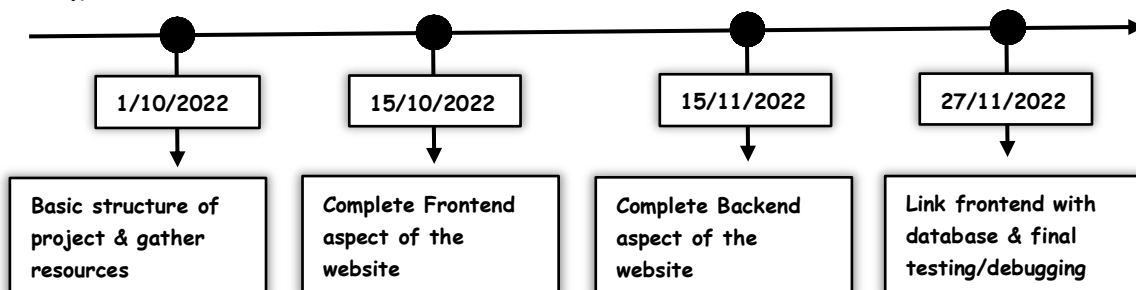 1/10/2022
15/10/2022
15/11/2022
27/11/2022
Basic structure of
project & gather
resources
Complete Frontend
aspect of the
website
Complete Backend
aspect of the
website
Link frontend with
database & final
testing/debugging